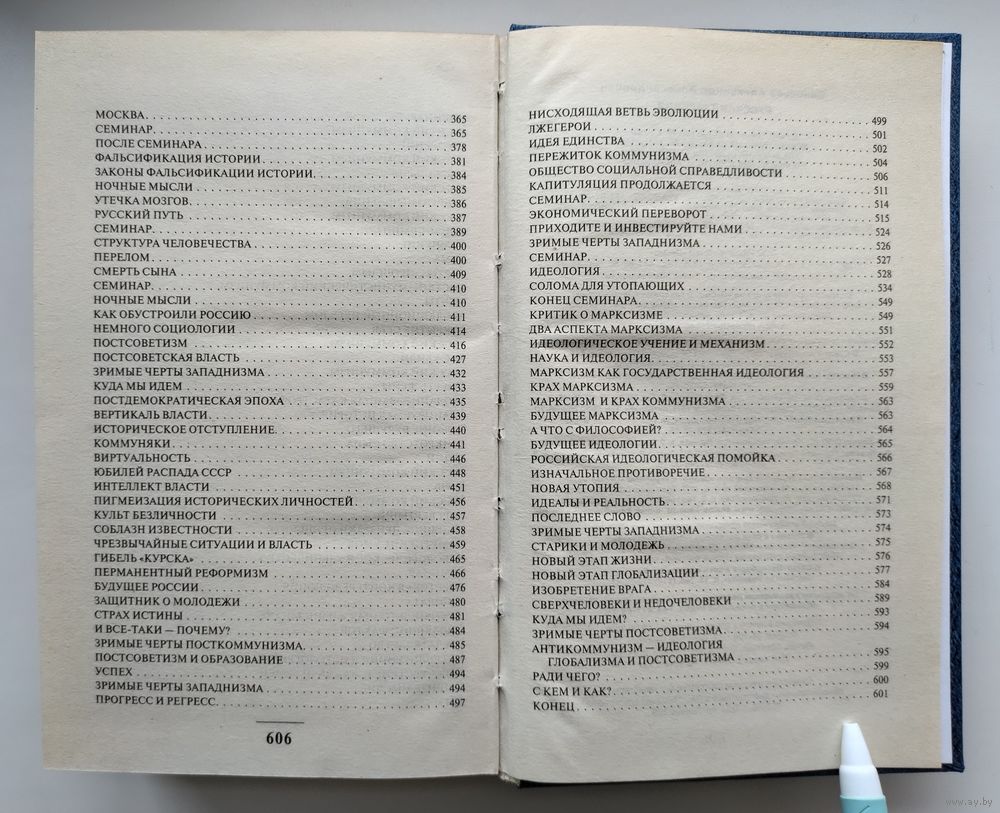 МОСКВА. . . . 365
СЕМИНАР. . . . 365
ПОСЛЕ СЕМИНАРА . . . . 378
ФАЛЬСИФИКАЦИЯ ИСТОРИИ. . . . 381
ЗАКОНЫ ФАЛЬСИФИКАЦИИ ИСТОРИИ. . . . 384
НОЧНЫЕ МЫСЛИ . . . . 385
УТЕЧКА МОЗГОВ. . . . 386
РУССКИЙ ПУТЬ . . . . 387
СЕМИНАР. . . . 389
СТРУКТУРА ЧЕЛОВЕЧЕСТВА . . . . 400
ПЕРЕЛОМ . . . . 400
СМЕРТЬ СЫНА . . . . 409
СЕМИНАР. . . . 410
НОЧНЫЕ МЫСЛИ . . . . 410
КАК ОБУСТРОИЛИ РОССИЮ . . . . 411
НЕМНОГО СОЦИОЛОГИИ . . . . 414
ПОСТСОВЕТИЗМ . . . . 416
ПОСТСОВЕТСКАЯ ВЛАСТЬ . . . . 427
ЗРИМЫЕ ЧЕРТЫ ЗАПАДНИЗМА . . . . 432
КУДА МЫ ИДЕМ . . . . 433
ПОСТДЕМОКРАТИЧЕСКАЯ ЭПОХА . . . . 435
ВЕРТИКАЛЬ ВЛАСТИ. . . . 439
ИСТОРИЧЕСКОЕ ОТСТУПЛЕНИЕ. . . . 440
КОММУНЯКИ. . . . 441
ВИРТУАЛЬНОСТЬ . . . . 446
ЮБИЛЕЙ РАСПАДА СССР . . . . 448
ИНТЕЛЛЕКТ ВЛАСТИ . . . . 451
ПИГМЕИЗАЦИЯ ИСТОРИЧЕСКИХ ЛИЧНОСТЕЙ . . . . 456
КУЛЬТ БЕЗЛИЧНОСТИ . . . . 457
СОБЛАЗН ИЗВЕСТНОСТИ . . . . 458
ЧРЕЗВЫЧАЙНЫЕ СИТУАЦИИ И ВЛАСТЬ . . . . 459
ГИБЕЛЬ «КУРСКА» . . . . 465
ПЕРМАНЕНТНЫЙ РЕФОРМИЗМ . . . . 466
БУДУЩЕЕ РОССИИ . . . . 476
ЗАЩИТНИК О МОЛОДЕЖИ . . . . 480
СТРАХ ИСТИНЫ . . . . 481
И ВСЕ-ТАКИ — ПОЧЕМУ? . . . . 484
ЗРИМЫЕ ЧЕРТЫ ПОСТКОММУНИЗМА. . . . 485
ПОСТСОВЕТИЗМ И ОБРАЗОВАНИЕ . . . . 487
УСПЕХ . . . . 494
ЗРИМЫЕ ЧЕРТЫ ЗАПАДНИЗМА . . . . 494
ПРОГРЕСС И РЕГРЕСС. . . . 497
606
НИСХОДЯЩАЯ ВЕТВЬ ЭВОЛЮЦИИ . . . . 499
ЛЖЕГЕРОИ . . . . 501
ИДЕЯ ЕДИНСТВА . . . . 502
ПЕРЕЖИТОК КОММУНИЗМА . . . . 504
ОБЩЕСТВО СОЦИАЛЬНОЙ СПРАВЕДЛИВОСТИ . . . . 506
КАПИТУЛЯЦИЯ ПРОДОЛЖАЕТСЯ . . . . 511
СЕМИНАР. . . . 514
ЭКОНОМИЧЕСКИЙ ПЕРЕВОРОТ . . . . 515
ПРИХОДИТЕ И ИНВЕСТИРУЙТЕ НАМИ . . . . 524
ЗРИМЫЕ ЧЕРТЫ ЗАПАДНИЗМА . . . . 526
СЕМИНАР. . . . 527
ИДЕОЛОГИЯ . . . . 528
СОЛОМА ДЛЯ УТОПАЮЩИХ . . . . 534
КОНЕЦ СЕМИНАРА. . . . 549
КРИТИК О МАРКСИЗМЕ . . . . 549
ДВА АСПЕКТА МАРКСИЗМА . . . . 551
ИДЕОЛОГИЧЕСКОЕ УЧЕНИЕ И МЕХАНИЗМ . . . . 552
НАУКА И ИДЕОЛОГИЯ. . . . 553
МАРКСИЗМ КАК ГОСУДАРСТВЕННАЯ ИДЕОЛОГИЯ . . . . 557
КРАХ МАРКСИЗМА . . . . 559
МАРКСИЗМ И КРАХ КОММУНИЗМА . . . . 563
БУДУЩЕЕ МАРКСИЗМА . . . . 563
А ЧТО С ФИЛОСОФИЕЙ? . . . . 564
БУДУЩЕЕ ИДЕОЛОГИИ. . . . 565
РОССИЙСКАЯ ИДЕОЛОГИЧЕСКАЯ ПОМОЙКА . . . . 566
ИЗНАЧАЛЬНОЕ ПРОТИВОРЕЧИЕ . . . . 567
НОВАЯ УТОПИЯ . . . . 568
ИДЕАЛЫ И РЕАЛЬНОСТЬ. . . . 571
ПОСЛЕДНЕЕ СЛОВО . . . . 573
ЗРИМЫЕ ЧЕРТЫ ЗАПАДНИЗМА . . . . 574
СТАРИКИ И МОЛОДЕЖЬ . . . . 575
НОВЫЙ ЭТАП ЖИЗНИ . . . . 576
НОВЫЙ ЭТАП ГЛОБАЛИЗАЦИИ . . . . 577
ИЗОБРЕТЕНИЕ ВРАГА . . . . 584
СВЕРХЧЕЛОВЕКИ И НЕДОЧЕЛОВЕКИ . . . . 589
КУДА МЫ ИДЕМ? . . . . 593
ЗРИМЫЕ ЧЕРТЫ ПОСТСОВЕТИЗМА. . . . 594
АНТИКОММУНИЗМ — ИДЕОЛОГИЯ
ГЛОБАЛИЗМА И ПОСТСОВЕТИЗМА . . . . 595
РАДИ ЧЕГО? . . . . 599
С КЕМ И КАК? . . . . 600
КОНЕЦ . . . . 601
www.ay.by